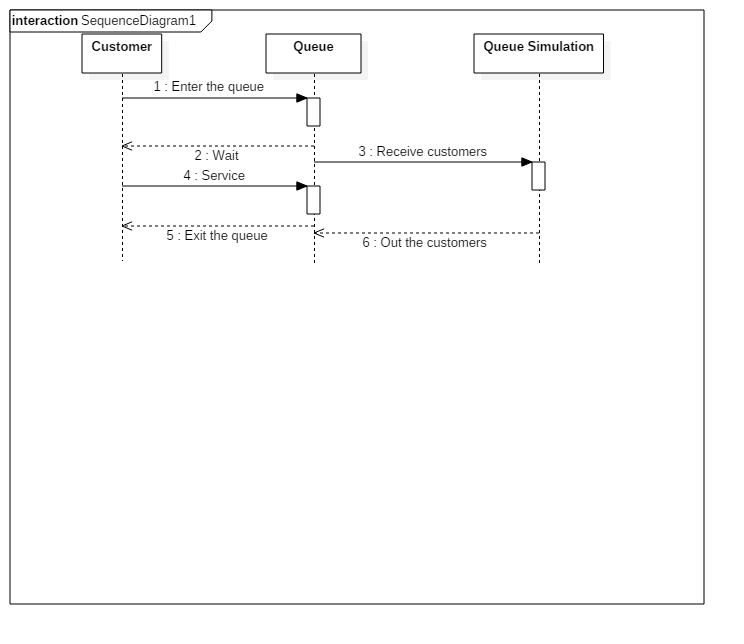 interaction SequenceDiagram1
Customer
Queue
Queue Simulation
1 : Enter the queue
2 : Wait
3 : Receive customers
4 : Service
5 : Exit the queue
6 : Out the customers